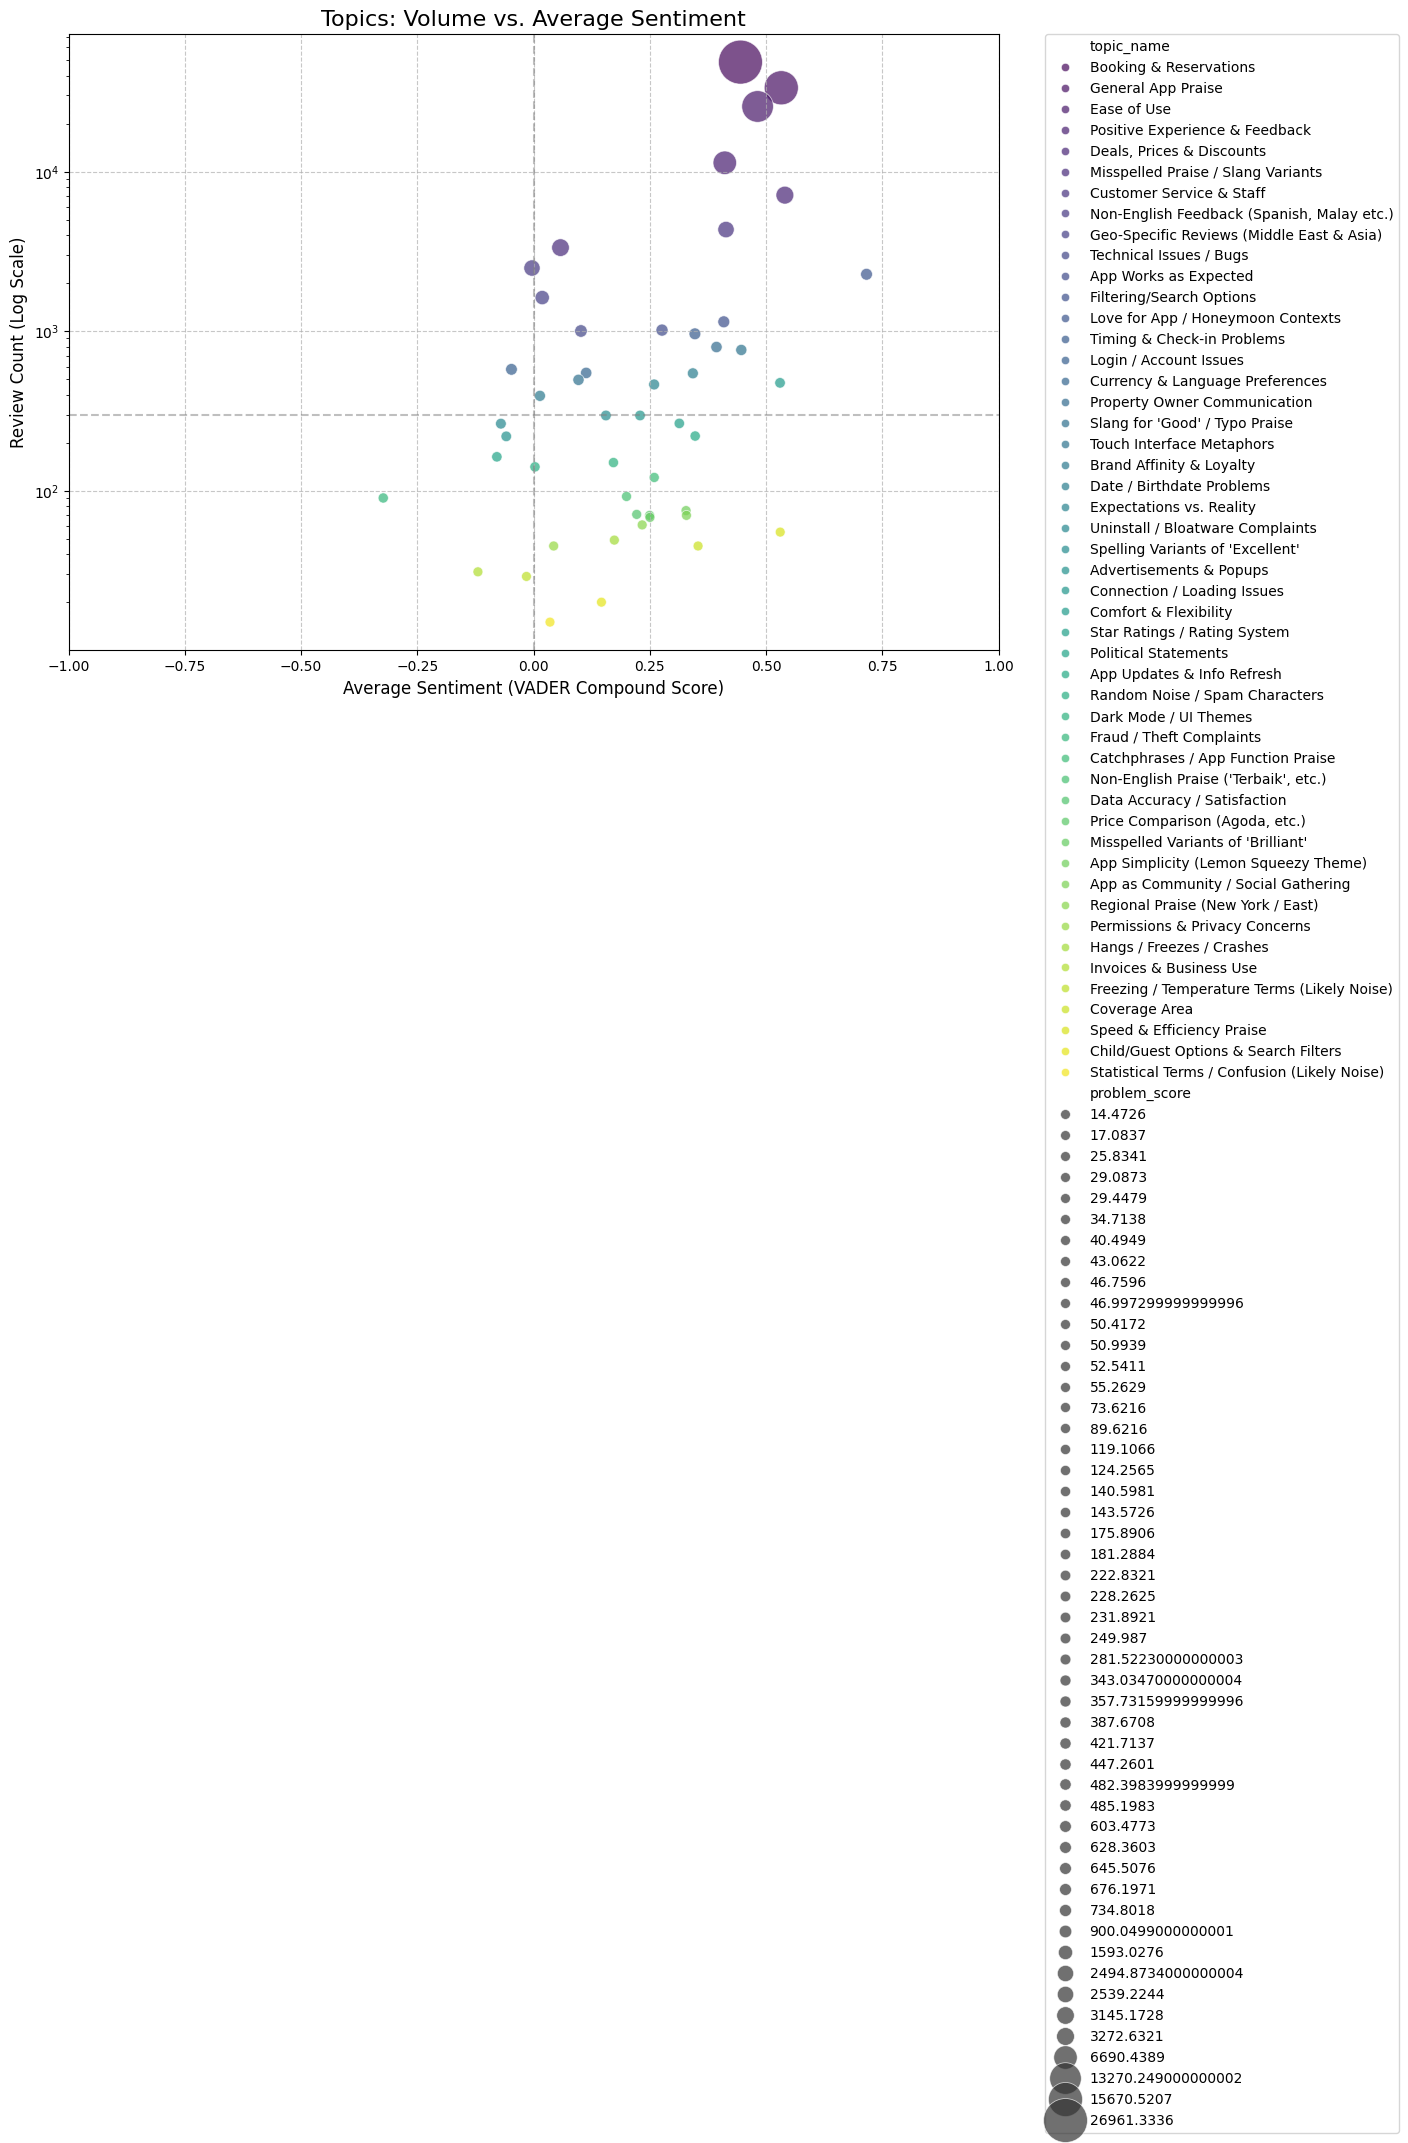 Topics: Volume vs. Average Sentiment
Review Count (Log Scale)
10⁴
10³
10²
−1.00 −0.75 −0.50 −0.25 0.00 0.25 0.50 0.75 1.00
Average Sentiment (VADER Compound Score)
topic_name
Booking & Reservations
General App Praise
Ease of Use
Positive Experience & Feedback
Deals, Prices & Discounts
Misspelled Praise / Slang Variants
Customer Service & Staff
Non-English Feedback (Spanish, Malay etc.)
Geo-Specific Reviews (Middle East & Asia)
Technical Issues / Bugs
App Works as Expected
Filtering/Search Options
Love for App / Honeymoon Contexts
Timing & Check-in Problems
Login / Account Issues
Currency & Language Preferences
Property Owner Communication
Slang for 'Good' / Typo Praise
Touch Interface Metaphors
Brand Affinity & Loyalty
Date / Birthdate Problems
Expectations vs. Reality
Uninstall / Bloatware Complaints
Spelling Variants of 'Excellent'
Advertisements & Popups
Connection / Loading Issues
Comfort & Flexibility
Star Ratings / Rating System
Political Statements
App Updates & Info Refresh
Random Noise / Spam Characters
Dark Mode / UI Themes
Fraud / Theft Complaints
Catchphrases / App Function Praise
Non-English Praise ('Terbaik', etc.)
Data Accuracy / Satisfaction
Price Comparison (Agoda, etc.)
Misspelled Variants of 'Brilliant'
App Simplicity (Lemon Squeezy Theme)
App as Community / Social Gathering
Regional Praise (New York / East)
Permissions & Privacy Concerns
Hangs / Freezes / Crashes
Invoices & Business Use
Freezing / Temperature Terms (Likely Noise)
Coverage Area
Speed & Efficiency Praise
Child/Guest Options & Search Filters
Statistical Terms / Confusion (Likely Noise)
problem_score
14.4726
17.0837
25.8341
29.0873
29.4479
34.7138
40.4949
43.0622
46.7596
46.997299999999996
50.4172
50.9939
52.5411
55.2629
73.6216
89.6216
119.1066
124.2565
140.5981
143.5726
175.8906
181.2884
222.8321
228.2625
231.8921
249.987
281.52230000000003
343.03470000000004
357.73159999999996
387.6708
421.7137
447.2601
482.3983999999999
485.1983
603.4773
628.3603
645.5076
676.1971
734.8018
900.0499000000001
1593.0276
2494.8734000000004
2539.2244
3145.1728
3272.6321
6690.4389
13270.249000000002
15670.5207
26961.3336